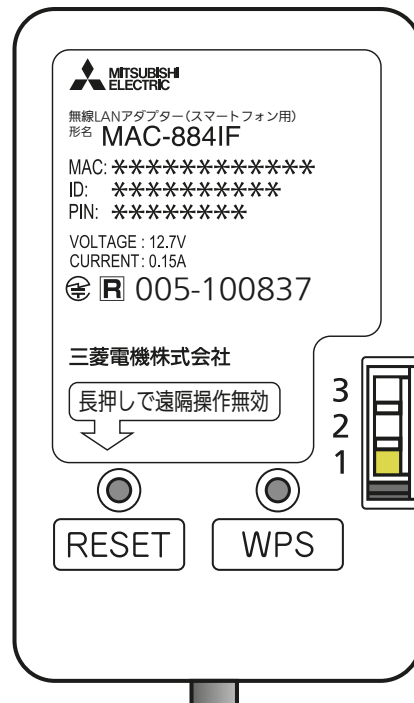 MITSUBISHI
ELECTRIC
無線LANアダプター(スマートフォン用)
形名 MAC-884IF
MAC: ************
ID: **********
PIN: ********
VOLTAGE : 12.7V
CURRENT : 0.15A
R 005-100837
三菱電機株式会社
長押しで遠隔操作無効
3
2
1
RESET
WPS